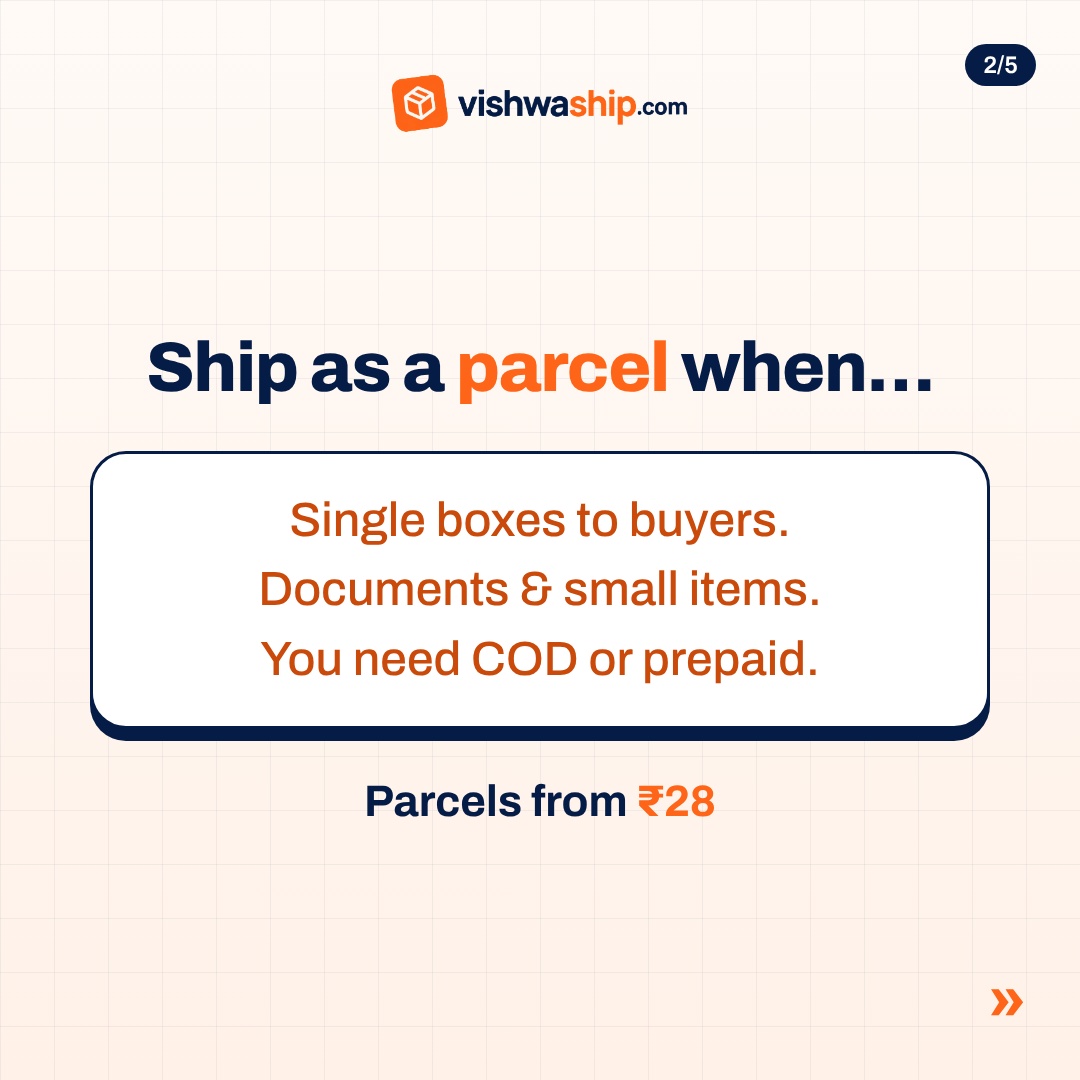 2/5
vishwaship.com
Ship as a parcel when...
Single boxes to buyers.
Documents & small items.
You need COD or prepaid.
Parcels from ₹28
»